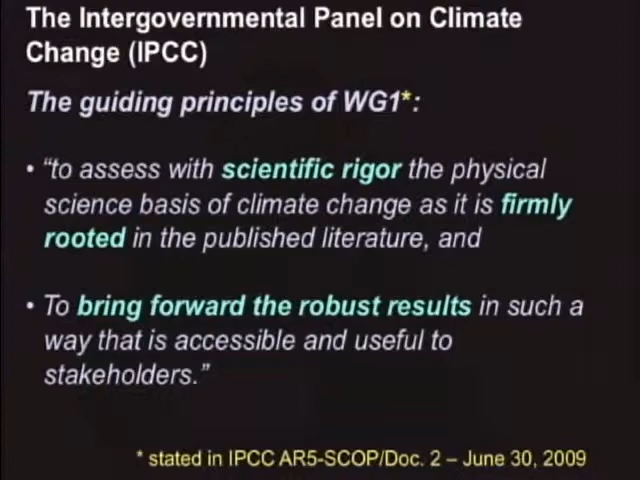 The Intergovernmental Panel on Climate
Change (IPCC)
The guiding principles of WG1*:
• “to assess with scientific rigor the physical
science basis of climate change as it is firmly
rooted in the published literature, and
• To bring forward the robust results in such a
way that is accessible and useful to
stakeholders.”
* stated in IPCC AR5-SCOP/Doc. 2 – June 30, 2009